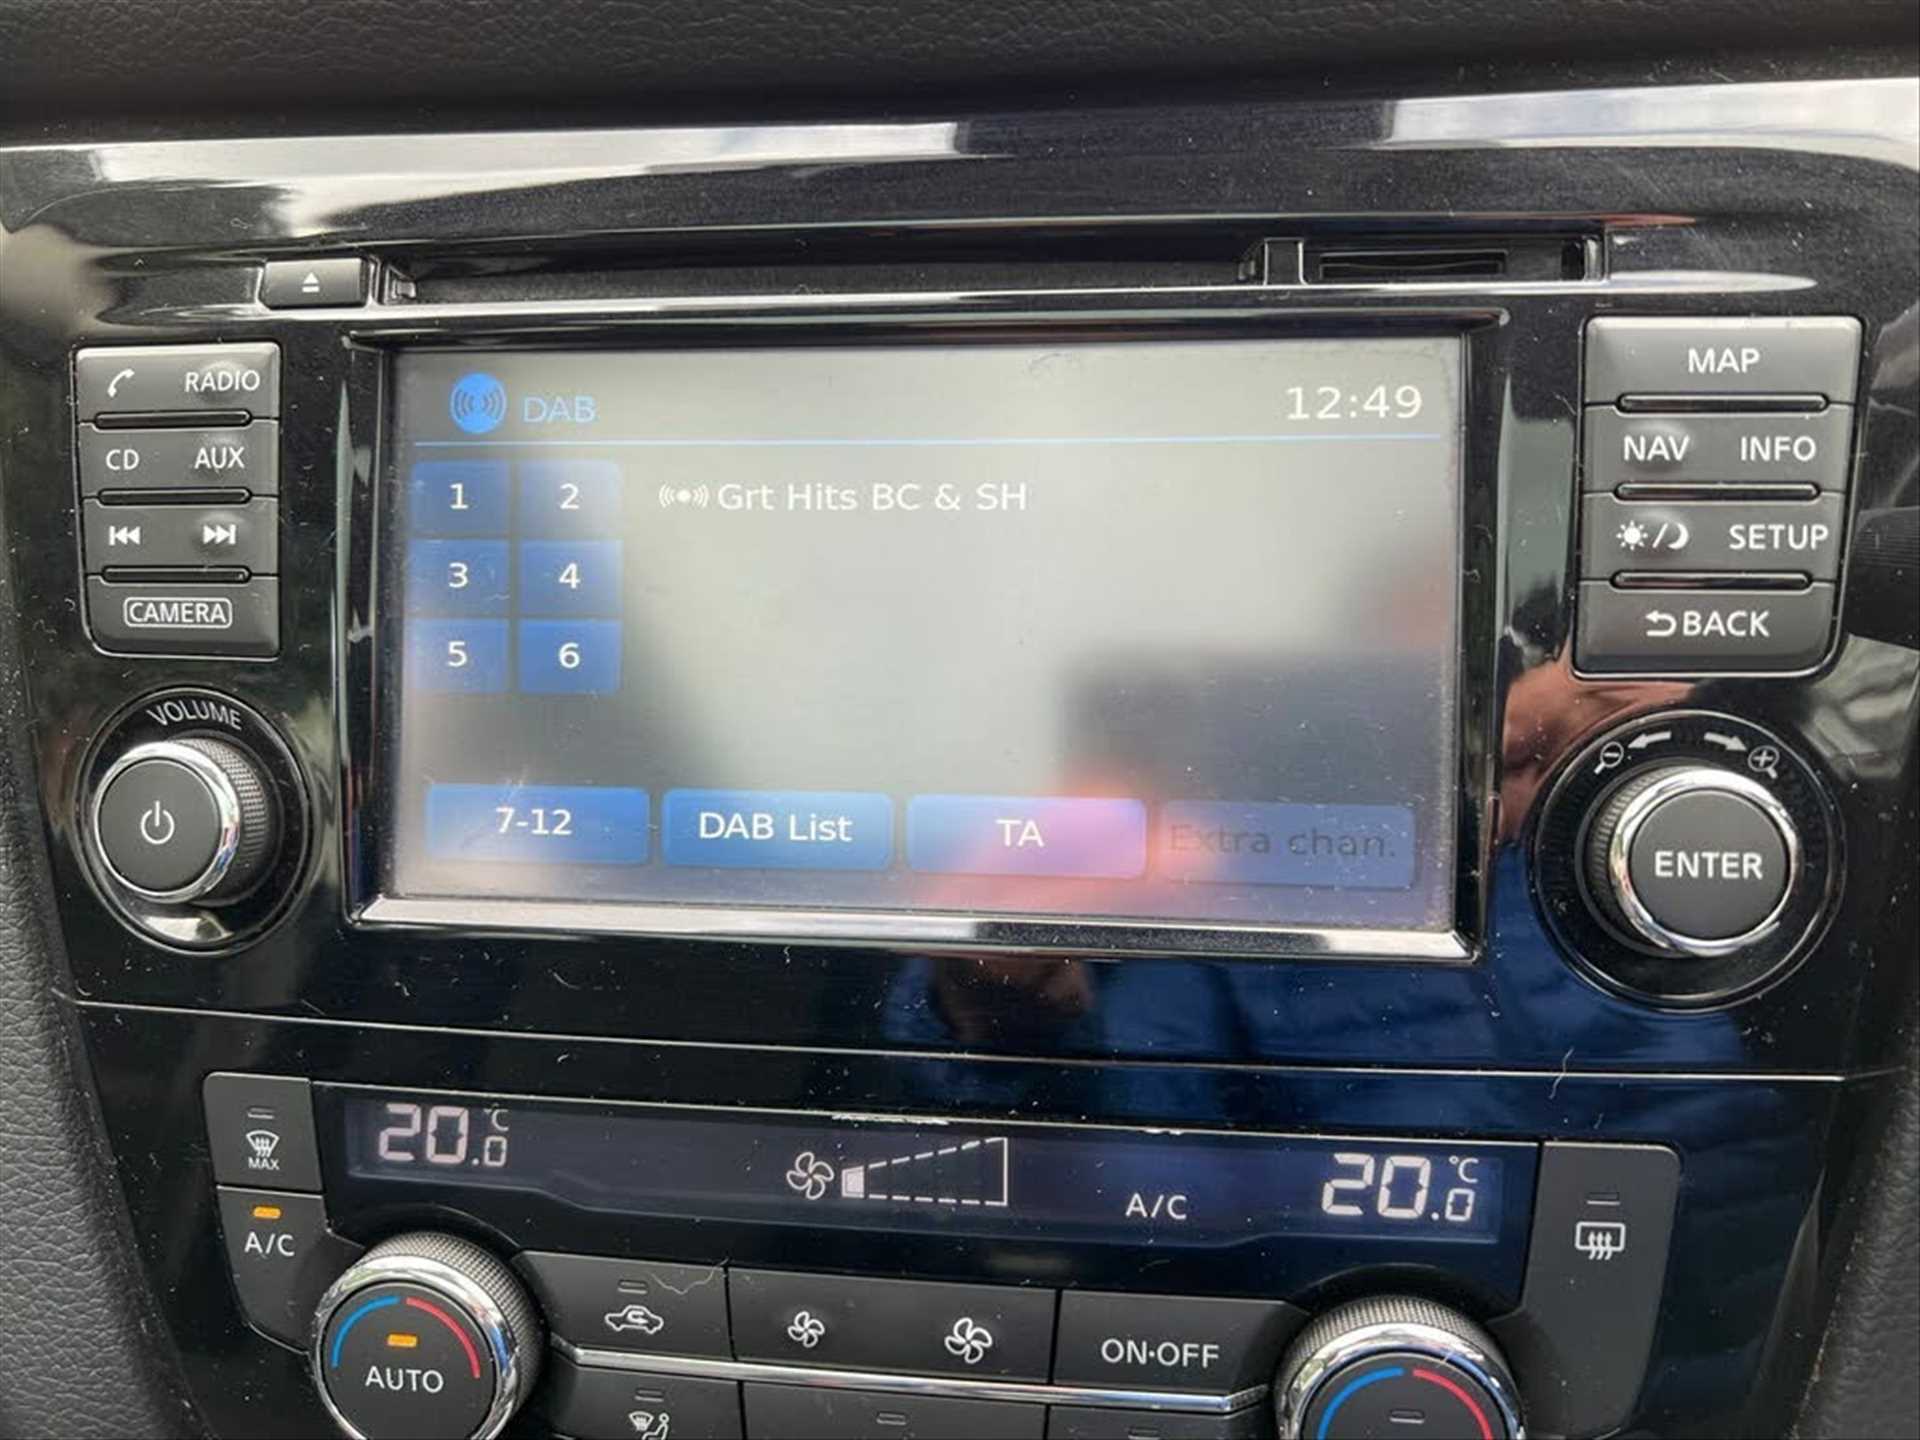 RADIO
CD AUX
CAMERA
VOLUME
DAB 12:49
1 2
Grt Hits BC & SH
3 4
5 6
7-12 DAB List TA Extra chan.
MAP
NAV INFO
SETUP
BACK
ENTER
MAX
20.0°C
A/C
20.0°C
A/C
AUTO
ON·OFF